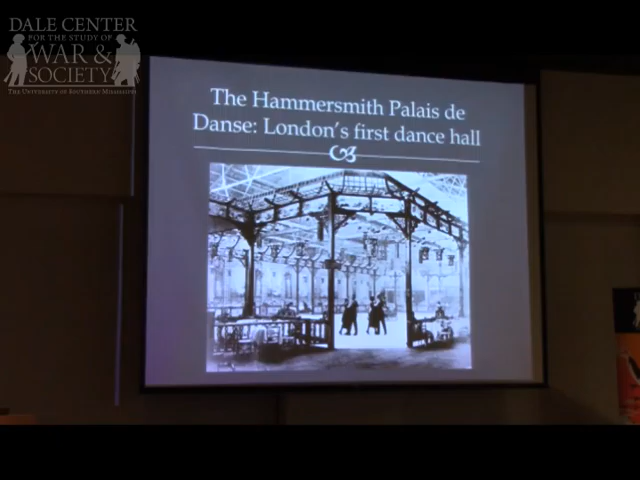 DALE CENTER
FOR THE STUDY OF
WAR &
SOCIETY
THE UNIVERSITY OF SOUTHERN MISSISSIPPI
The Hammersmith Palais de
Danse: London's first dance hall